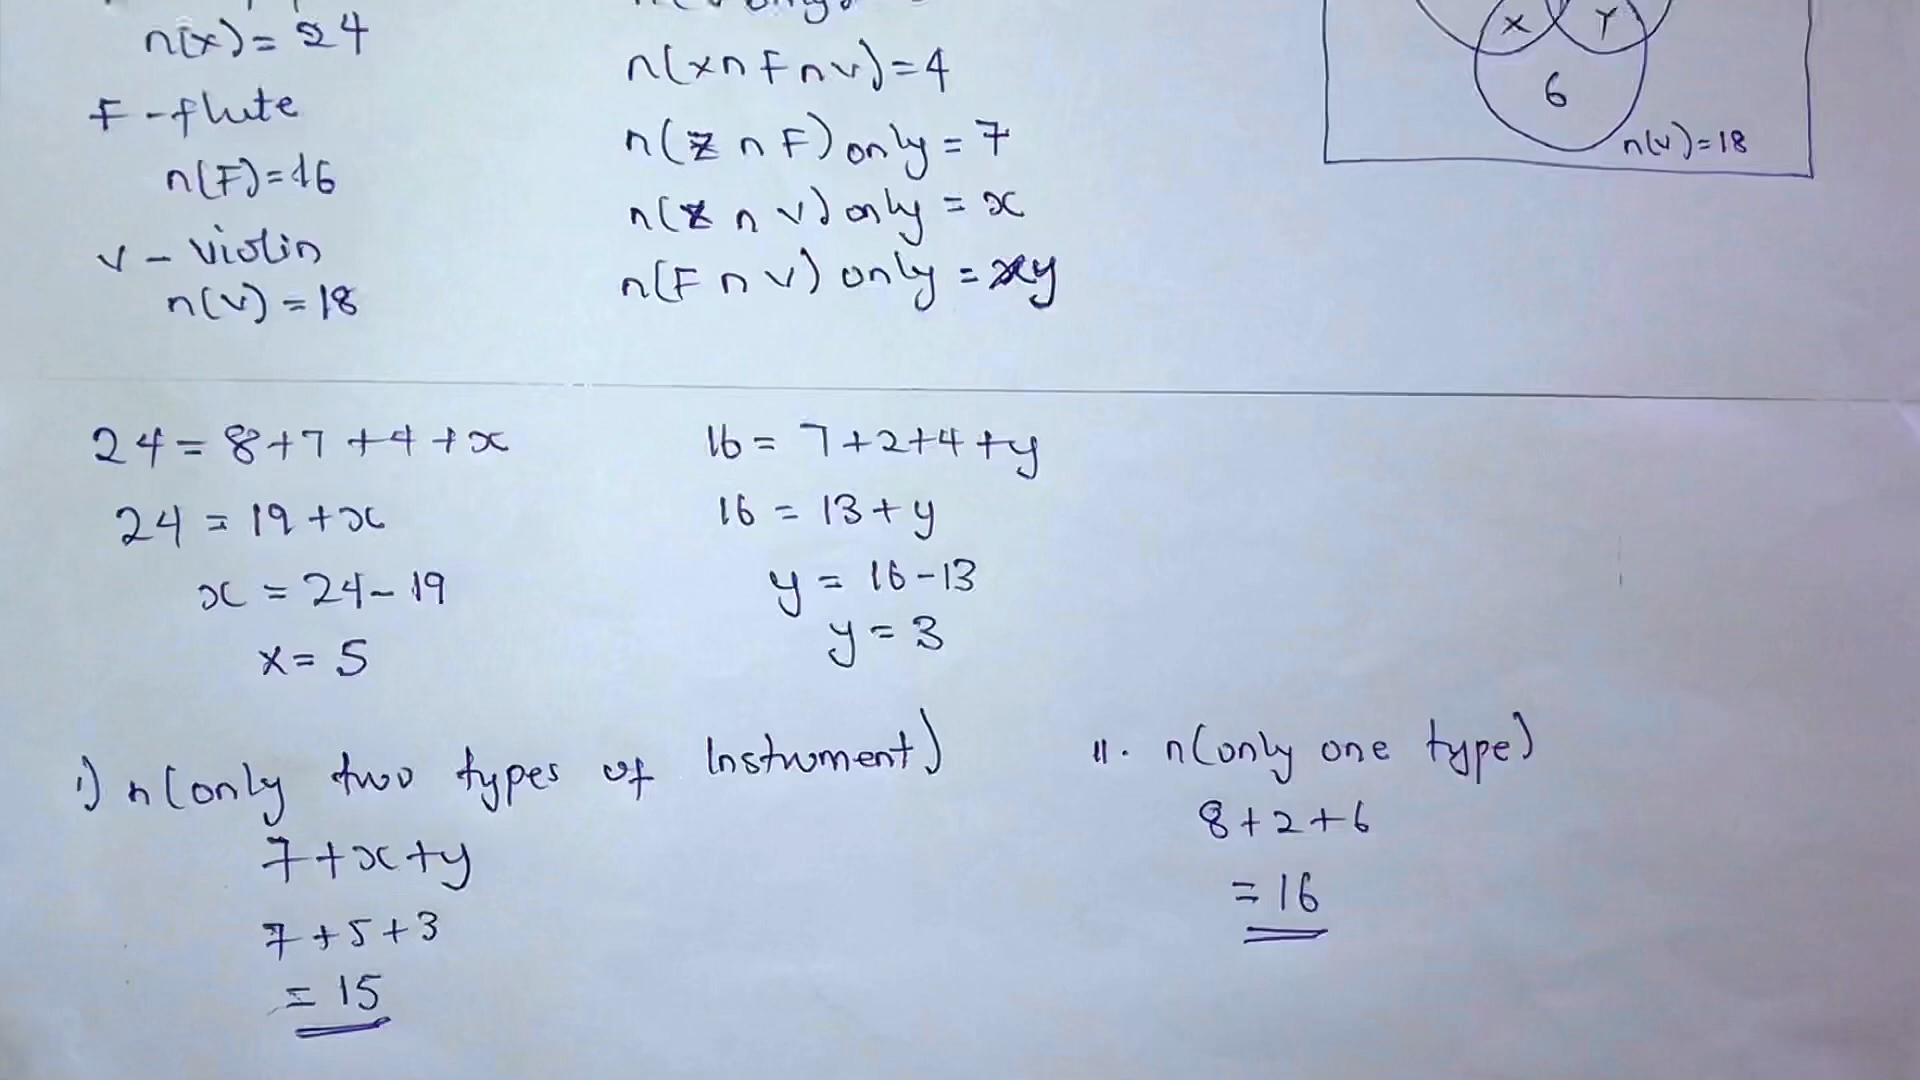 n(x) = 24
F - flute
n(F) = 16
v - violin
n(v) = 18
n(x n F n v) = 4
n(z n F) only = 7
n(z n v) only = x
n(F n v) only = y
x y
6
n(v) = 18
24 = 8+7+4+x
24 = 19+x
x = 24-19
x = 5
16 = 7+2+4+y
16 = 13+y
y = 16-13
y = 3
i) n(only two types of Instrument)
7+x+y
7+5+3
= 15
II. n(only one type)
8+2+6
= 16